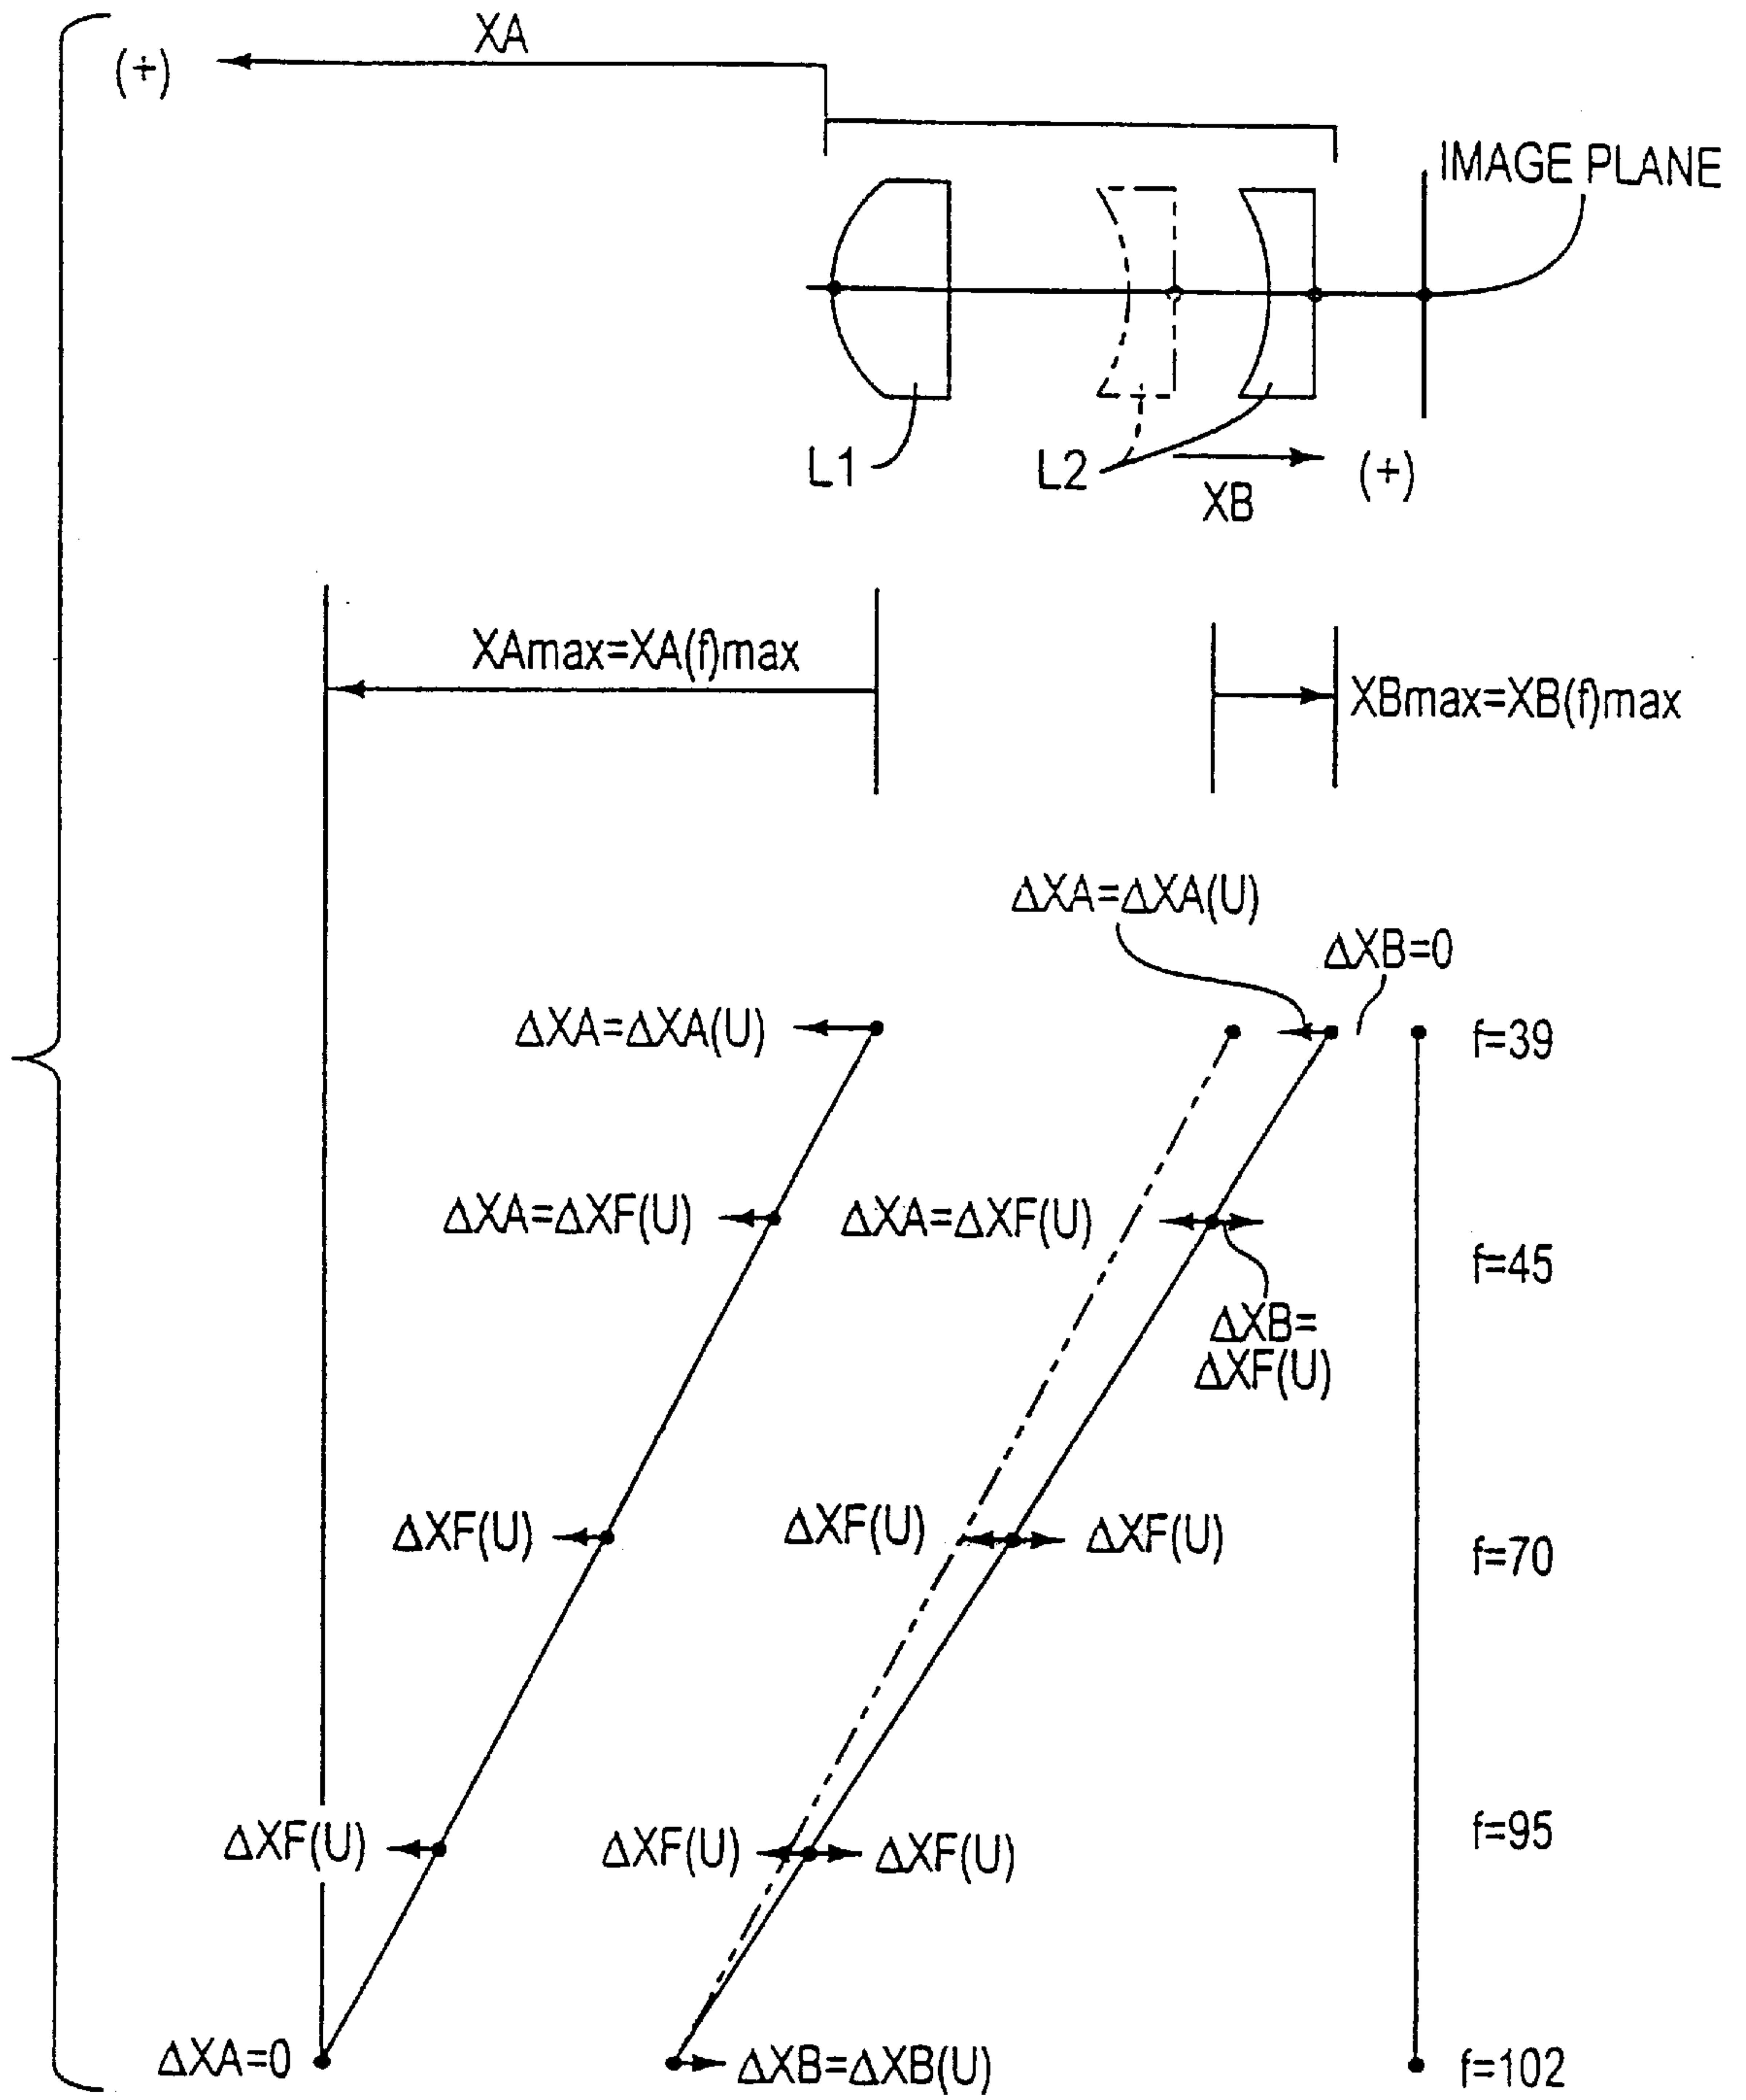 XA
(+)
IMAGE PLANE
L1
L2
(+)
XB
XAmax=XA(f)max
XBmax=XB(f)max
ΔXA=ΔXA(U)
ΔXB=0
ΔXA=ΔXA(U)
f=39
ΔXA=ΔXF(U)
ΔXA=ΔXF(U)
f=45
ΔXB=
ΔXF(U)
ΔXF(U)
ΔXF(U)
ΔXF(U)
f=70
ΔXF(U)
ΔXF(U)
ΔXF(U)
f=95
ΔXA=0
ΔXB=ΔXB(U)
f=102